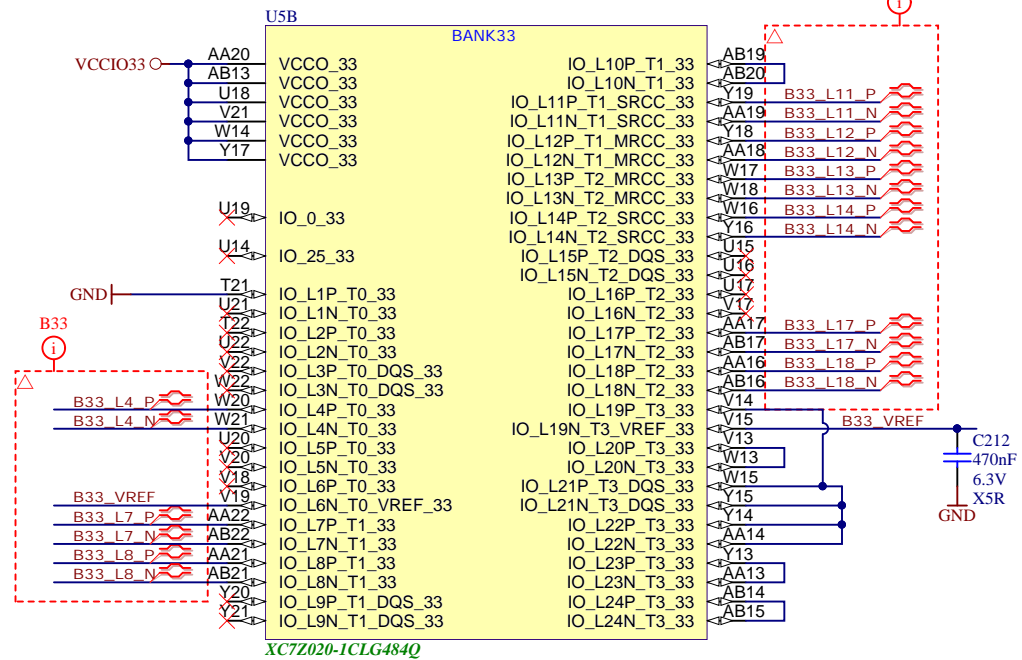 U5B
BANK33
VCCIO33
AA20 VCCO_33
AB13 VCCO_33
U18 VCCO_33
V21 VCCO_33
W14 VCCO_33
Y17 VCCO_33
U19 IO_0_33
U14 IO_25_33
GND T21 IO_L1P_T0_33
U21 IO_L1N_T0_33
T22 IO_L2P_T0_33
U22 IO_L2N_T0_33
V22 IO_L3P_T0_DQS_33
W22 IO_L3N_T0_DQS_33
B33
i
B33_L4_P W20 IO_L4P_T0_33
B33_L4_N W21 IO_L4N_T0_33
U20 IO_L5P_T0_33
V20 IO_L5N_T0_33
V18 IO_L6P_T0_33
B33_VREF V19 IO_L6N_T0_VREF_33
B33_L7_P AA22 IO_L7P_T1_33
B33_L7_N AB22 IO_L7N_T1_33
B33_L8_P AA21 IO_L8P_T1_33
B33_L8_N AB21 IO_L8N_T1_33
Y20 IO_L9P_T1_DQS_33
Y21 IO_L9N_T1_DQS_33
i
IO_L10P_T1_33 AB19
IO_L10N_T1_33 AB20
IO_L11P_T1_SRCC_33 Y19 B33_L11_P
IO_L11N_T1_SRCC_33 AA19 B33_L11_N
IO_L12P_T1_MRCC_33 Y18 B33_L12_P
IO_L12N_T1_MRCC_33 AA18 B33_L12_N
IO_L13P_T2_MRCC_33 W17 B33_L13_P
IO_L13N_T2_MRCC_33 W18 B33_L13_N
IO_L14P_T2_SRCC_33 W16 B33_L14_P
IO_L14N_T2_SRCC_33 Y16 B33_L14_N
IO_L15P_T2_DQS_33 U15
IO_L15N_T2_DQS_33 U16
IO_L16P_T2_33 U17
IO_L16N_T2_33 V17
IO_L17P_T2_33 AA17 B33_L17_P
IO_L17N_T2_33 AB17 B33_L17_N
IO_L18P_T2_33 AA16 B33_L18_P
IO_L18N_T2_33 AB16 B33_L18_N
IO_L19P_T3_33 V14
IO_L19N_T3_VREF_33 V15 B33_VREF
IO_L20P_T3_33 V13
IO_L20N_T3_33 W13
IO_L21P_T3_DQS_33 W15
IO_L21N_T3_DQS_33 Y15
IO_L22P_T3_33 Y14
IO_L22N_T3_33 AA14
IO_L23P_T3_33 Y13
IO_L23N_T3_33 AA13
IO_L24P_T3_33 AB14
IO_L24N_T3_33 AB15
C212
470nF
6.3V
X5R
GND
XC7Z020-1CLG484Q